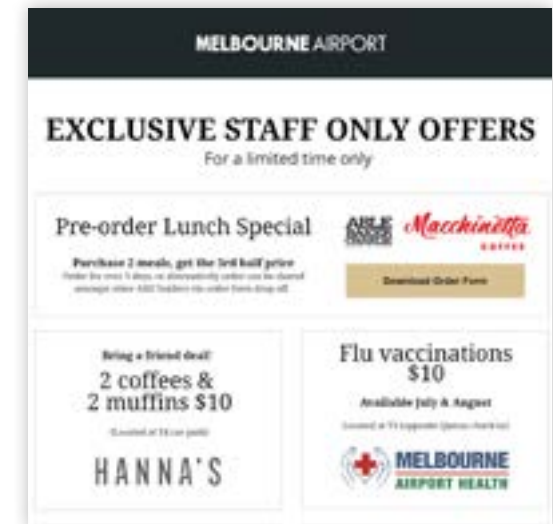 MELBOURNE AIRPORT
EXCLUSIVE STAFF ONLY OFFERS
For a limited time only
Pre-order Lunch Special
Purchase 2 meals, get the 3rd half price
Macchinetta
COFFEE
Download Order Form
Bring a friend deal!
2 coffees &
2 muffins $10
HANNA'S
Flu vaccinations
$10
Available July & August
MELBOURNE
AIRPORT HEALTH